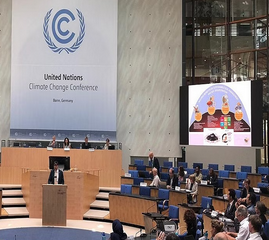 United Nations
Climate Change Conference
Bonn, Germany